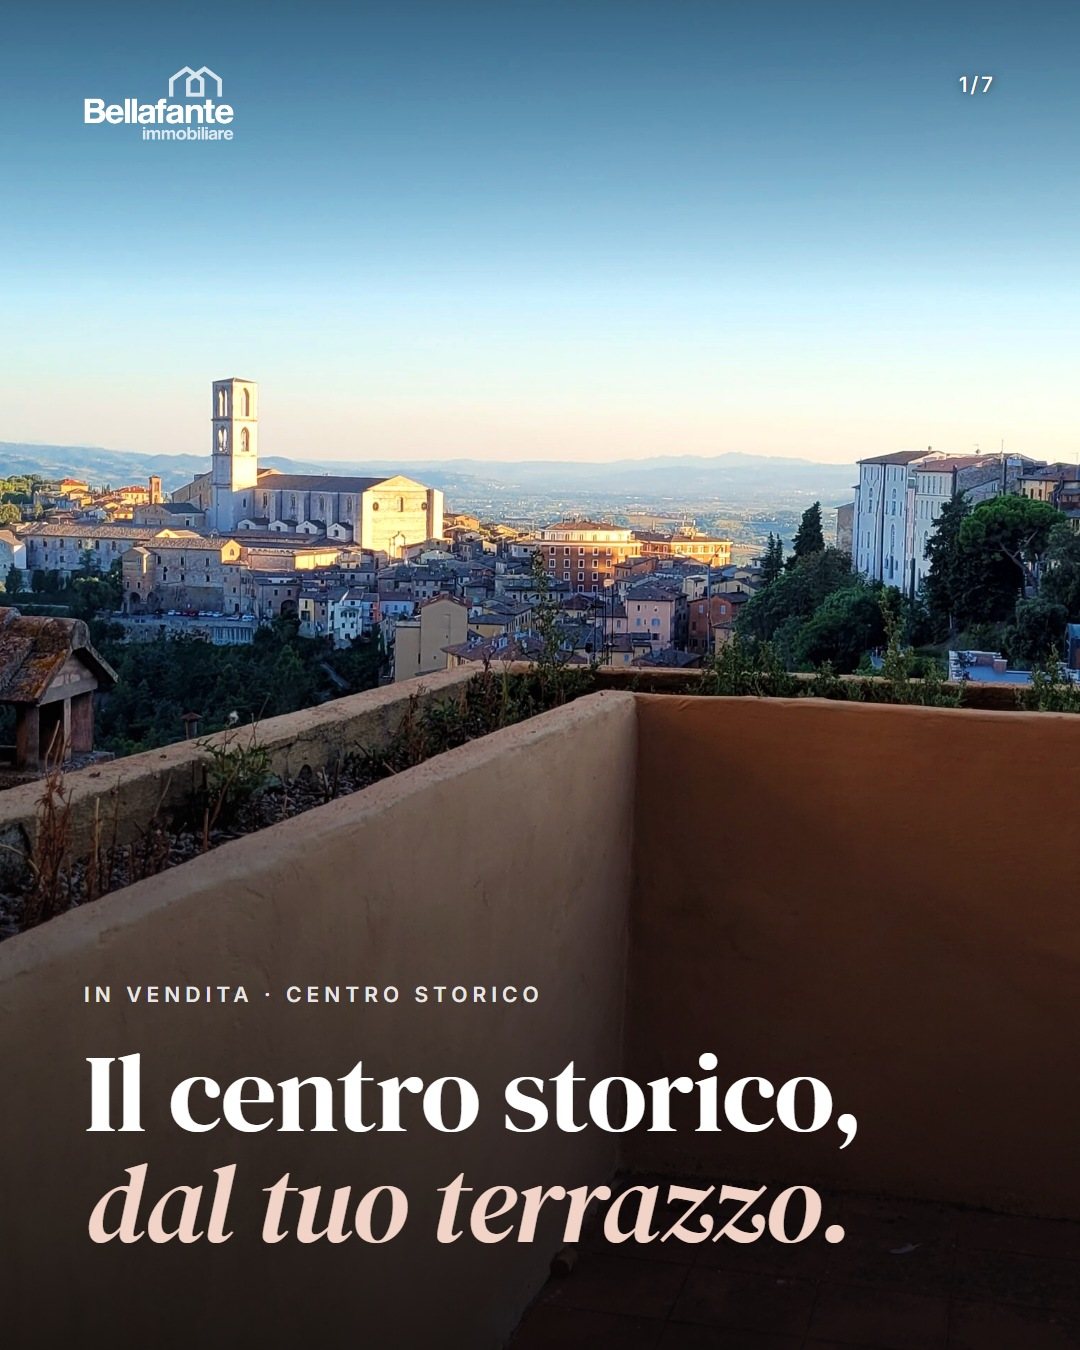 Bellafante
immobiliare
1/7
IN VENDITA · CENTRO STORICO
Il centro storico,
dal tuo terrazzo.